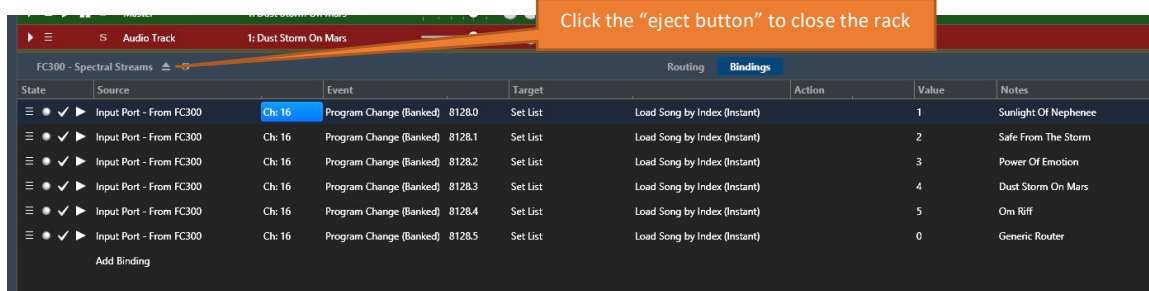 Click the “eject button” to close the rack
Master 1: Dust Storm On Mars
S Audio Track 1: Dust Storm On Mars
FC300 - Spectral Streams Routing Bindings
State Source Event Target Action Value Notes
Input Port - From FC300 Ch: 16 Program Change (Banked) 8128.0 Set List Load Song by Index (Instant) 1 Sunlight Of Nephenee
Input Port - From FC300 Ch: 16 Program Change (Banked) 8128.1 Set List Load Song by Index (Instant) 2 Safe From The Storm
Input Port - From FC300 Ch: 16 Program Change (Banked) 8128.2 Set List Load Song by Index (Instant) 3 Power Of Emotion
Input Port - From FC300 Ch: 16 Program Change (Banked) 8128.3 Set List Load Song by Index (Instant) 4 Dust Storm On Mars
Input Port - From FC300 Ch: 16 Program Change (Banked) 8128.4 Set List Load Song by Index (Instant) 5 Om Riff
Input Port - From FC300 Ch: 16 Program Change (Banked) 8128.5 Set List Load Song by Index (Instant) 0 Generic Router
Add Binding